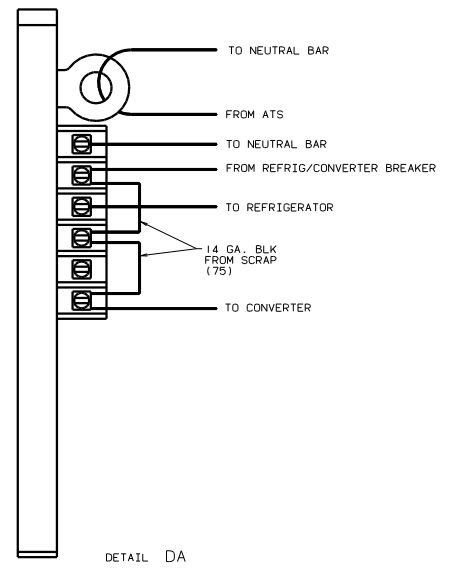 TO NEUTRAL BAR
FROM ATS
TO NEUTRAL BAR
FROM REFRIG/CONVERTER BREAKER
TO REFRIGERATOR
14 GA. BLK
FROM SCRAP
(75)
TO CONVERTER
DETAIL DA